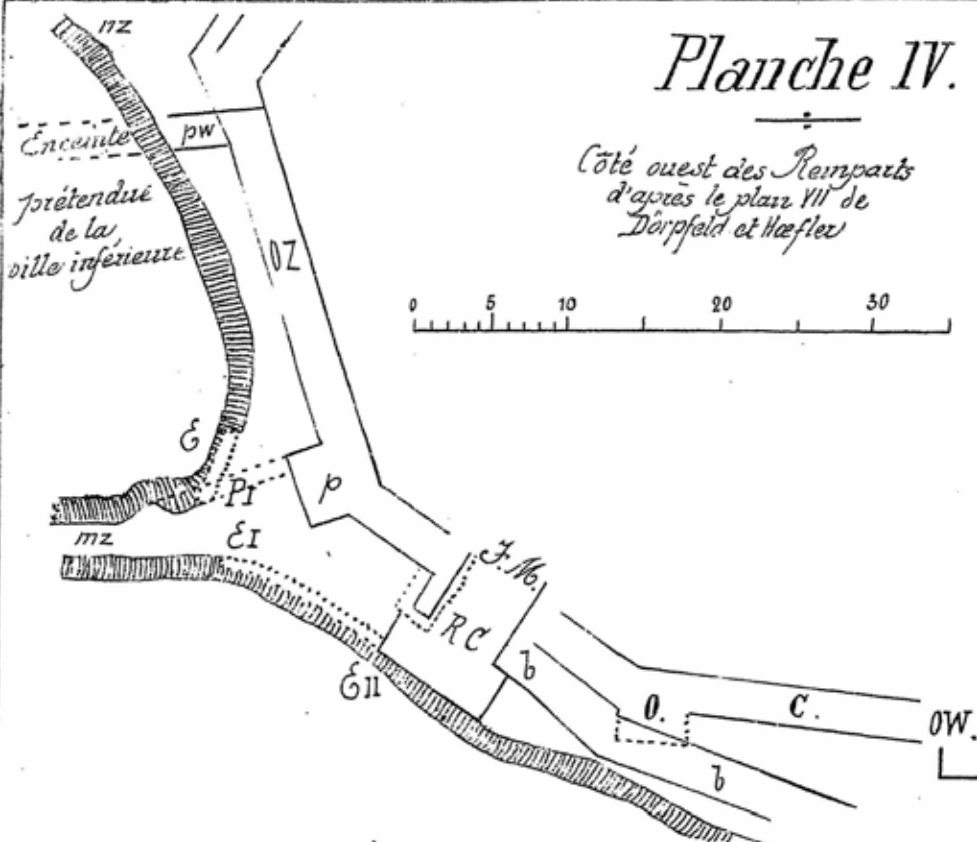 nz
Planche IV.
Enceinte
pw
prétendue
de la
ville inférieure
Côté ouest des Remparts
d'après le plan VII de
Dörpfeld et Hœfler
OZ
0 5 10 20 30
E
p
PI
mz
EI
J. M.
RC
EII
b
O.
C.
OW.
b